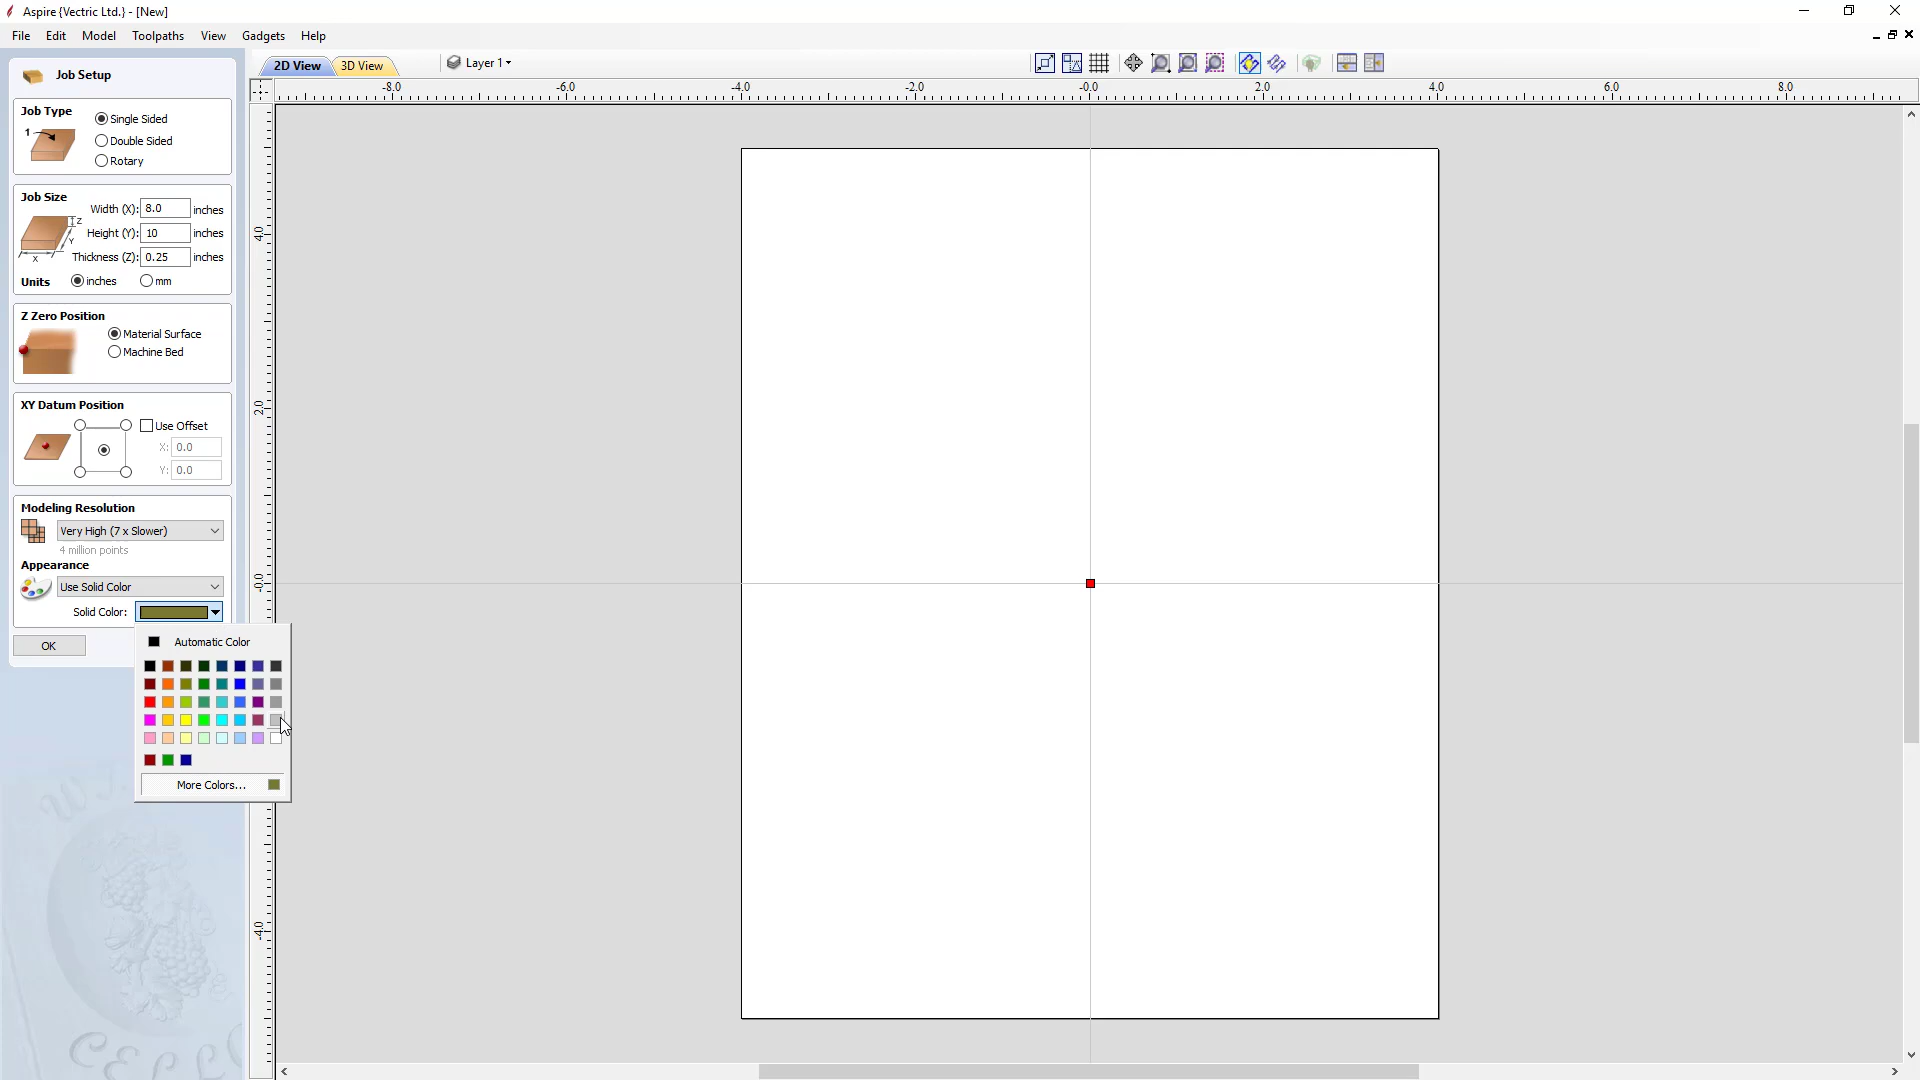 Aspire {Vectric Ltd.} - [New]
File Edit Model Toolpaths View Gadgets Help
Job Setup
2D View 3D View Layer 1
-8.0 -6.0 -4.0 -2.0 -0.0 2.0 4.0 6.0 8.0
Job Type
1
Single Sided
Double Sided
Rotary
Job Size
Width (X): 8.0 inches
Z
Y
X
Height (Y): 10 inches
Thickness (Z): 0.25 inches
Units inches mm
Z Zero Position
Material Surface
Machine Bed
XY Datum Position
Use Offset
X: 0.0
Y: 0.0
Modeling Resolution
Very High (7 x Slower)
4 million points
Appearance
Use Solid Color
Solid Color:
OK
Automatic Color
More Colors...
4.0
2.0
-0.0
-4.0